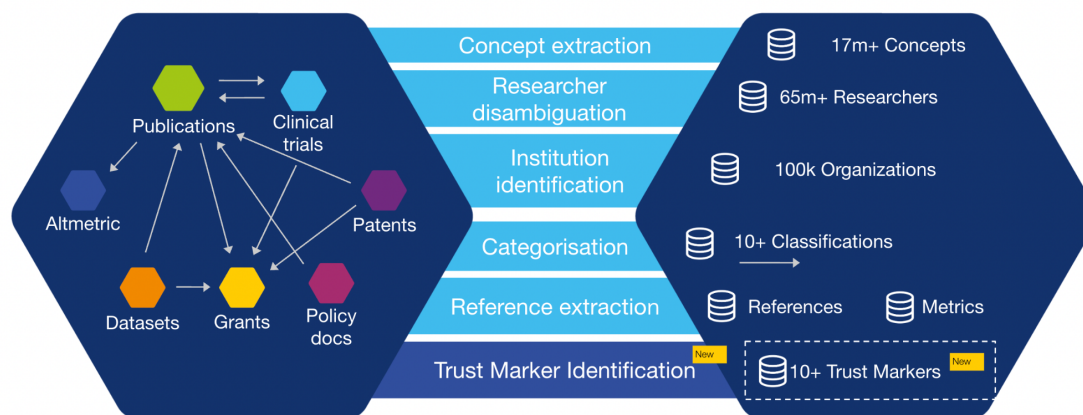 Publications
Clinical
trials
Altmetric
Patents
Datasets
Grants
Policy
docs
Concept extraction
Researcher
disambiguation
Institution
identification
Categorisation
Reference extraction
Trust Marker Identification
New
17m+ Concepts
65m+ Researchers
100k Organizations
10+ Classifications
References
Metrics
10+ Trust Markers
New